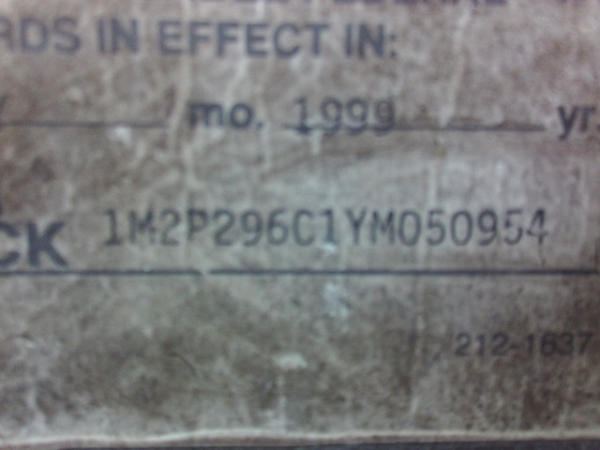 RDS IN EFFECT IN:
mo. 1999 yr.
CK 1M2P296C1YM050954
212-1637